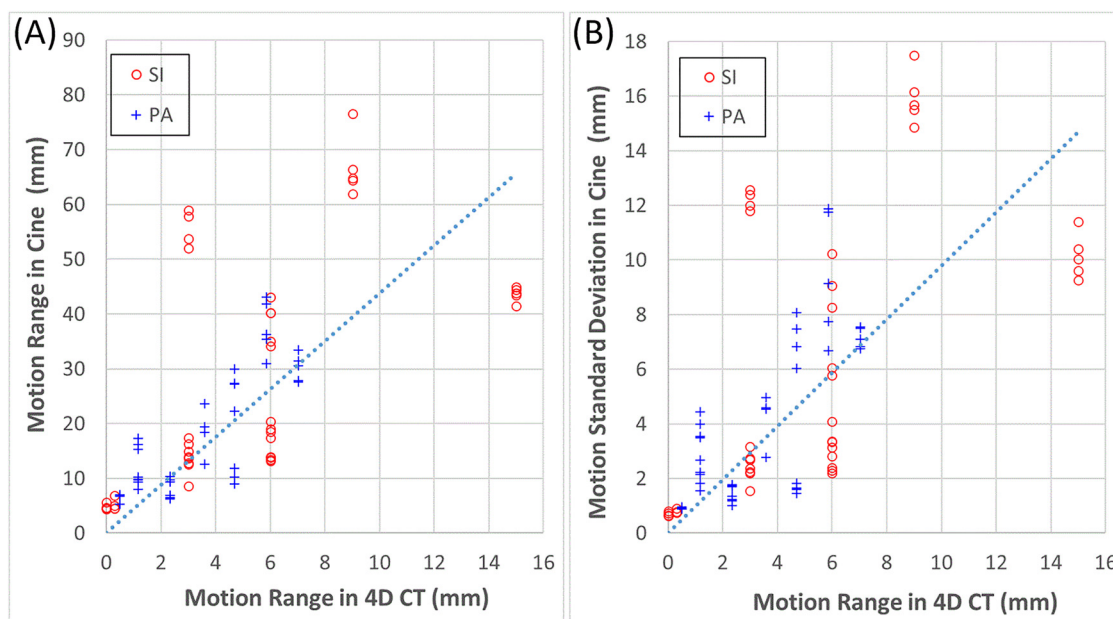 (A)
90
80
70
60
50
40
30
20
10
0
SI
PA
Motion Range in Cine (mm)
0 2 4 6 8 10 12 14 16
Motion Range in 4D CT (mm)
(B)
18
16
14
12
10
8
6
4
2
0
SI
PA
Motion Standard Deviation in Cine (mm)
0 2 4 6 8 10 12 14 16
Motion Range in 4D CT (mm)